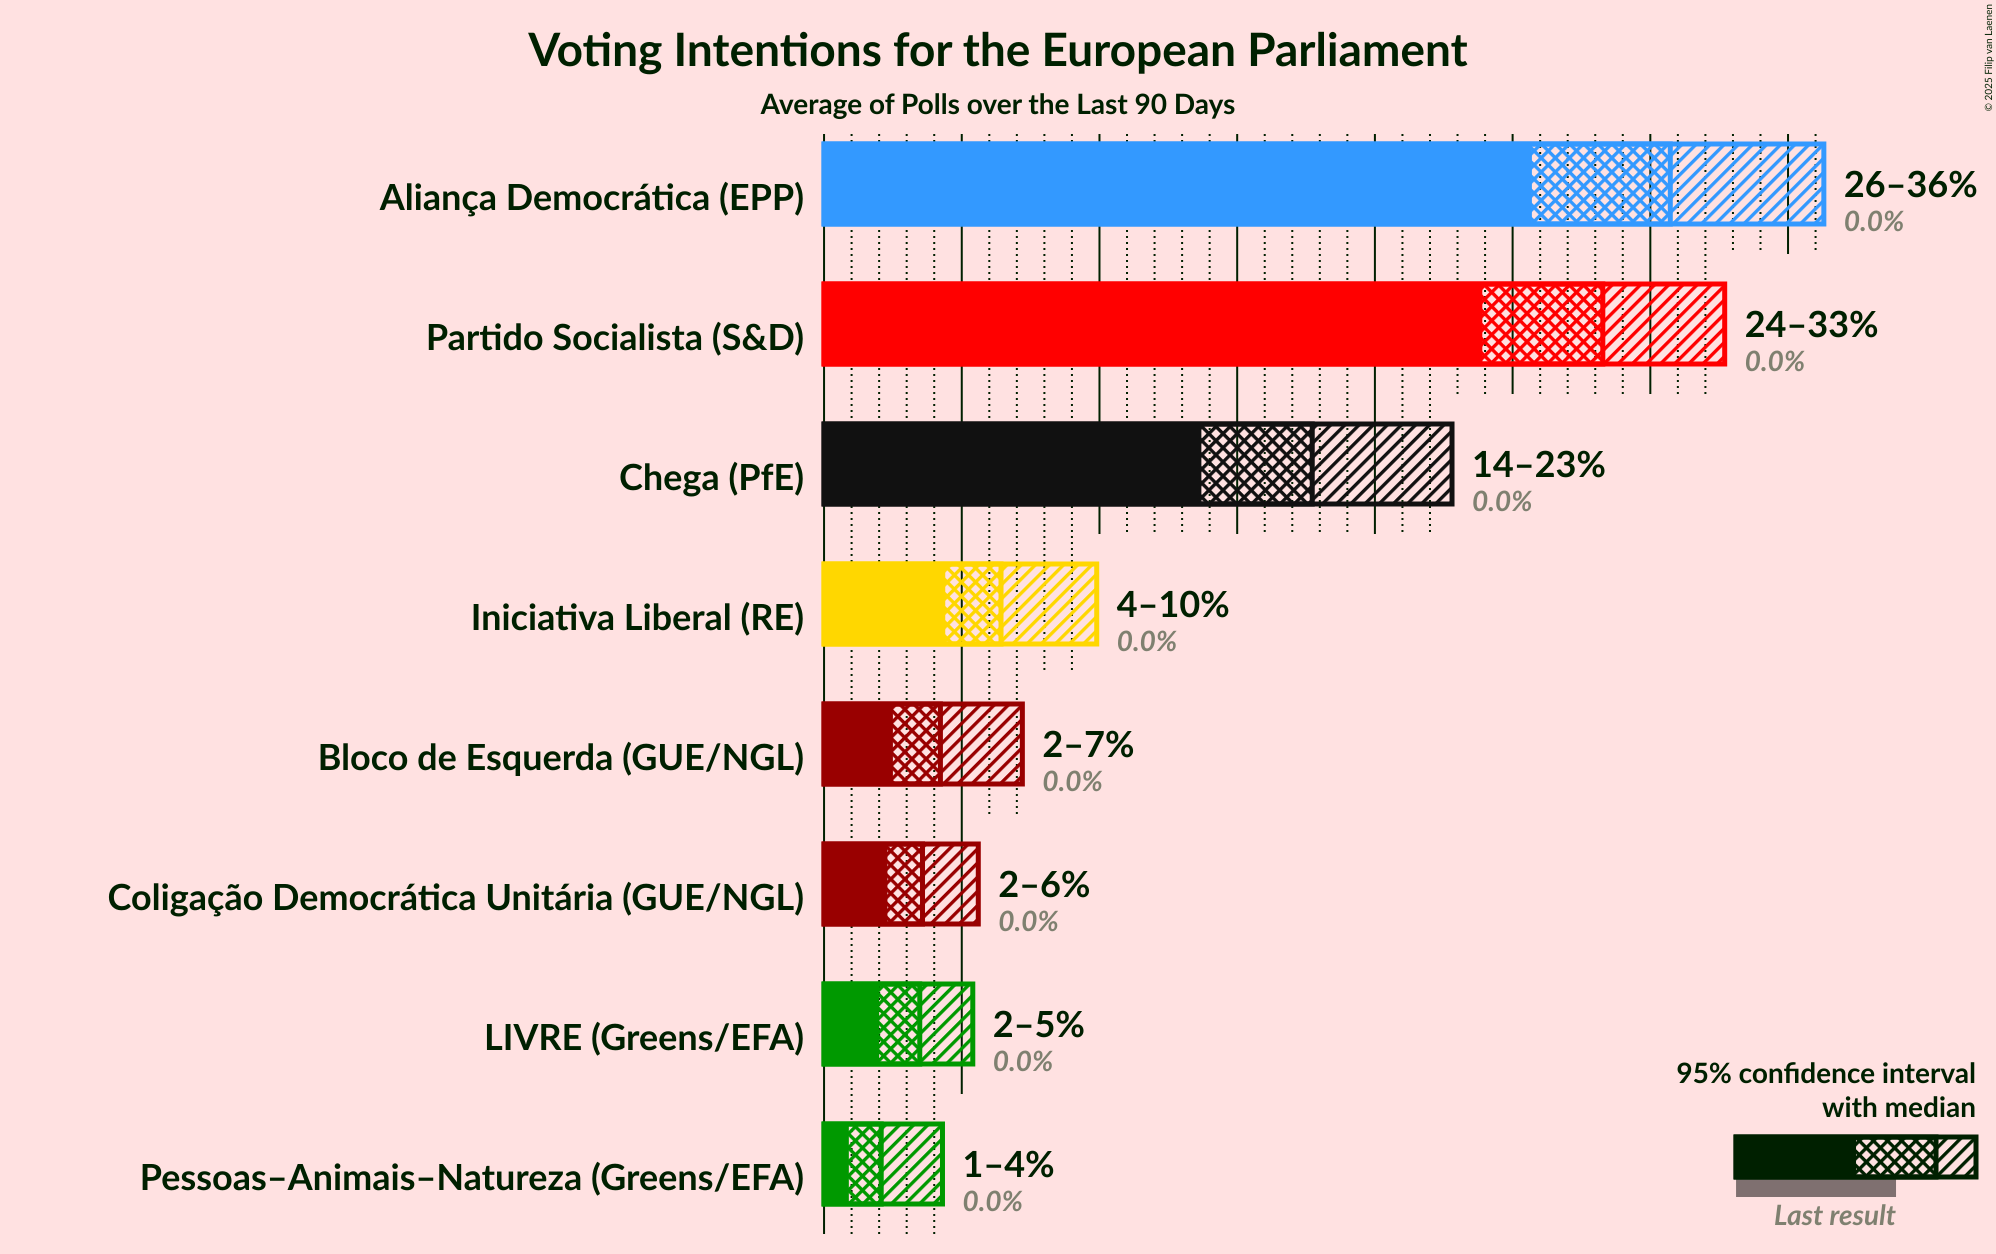 Voting Intentions for the European Parliament
Average of Polls over the Last 90 Days
© 2025 Filip van Laenen
Aliança Democrática (EPP)
26–36%
0.0%
Partido Socialista (S&D)
24–33%
0.0%
Chega (PfE)
14–23%
0.0%
Iniciativa Liberal (RE)
4–10%
0.0%
Bloco de Esquerda (GUE/NGL)
2–7%
0.0%
Coligação Democrática Unitária (GUE/NGL)
2–6%
0.0%
LIVRE (Greens/EFA)
2–5%
0.0%
Pessoas–Animais–Natureza (Greens/EFA)
1–4%
0.0%
95% confidence interval
with median
Last result